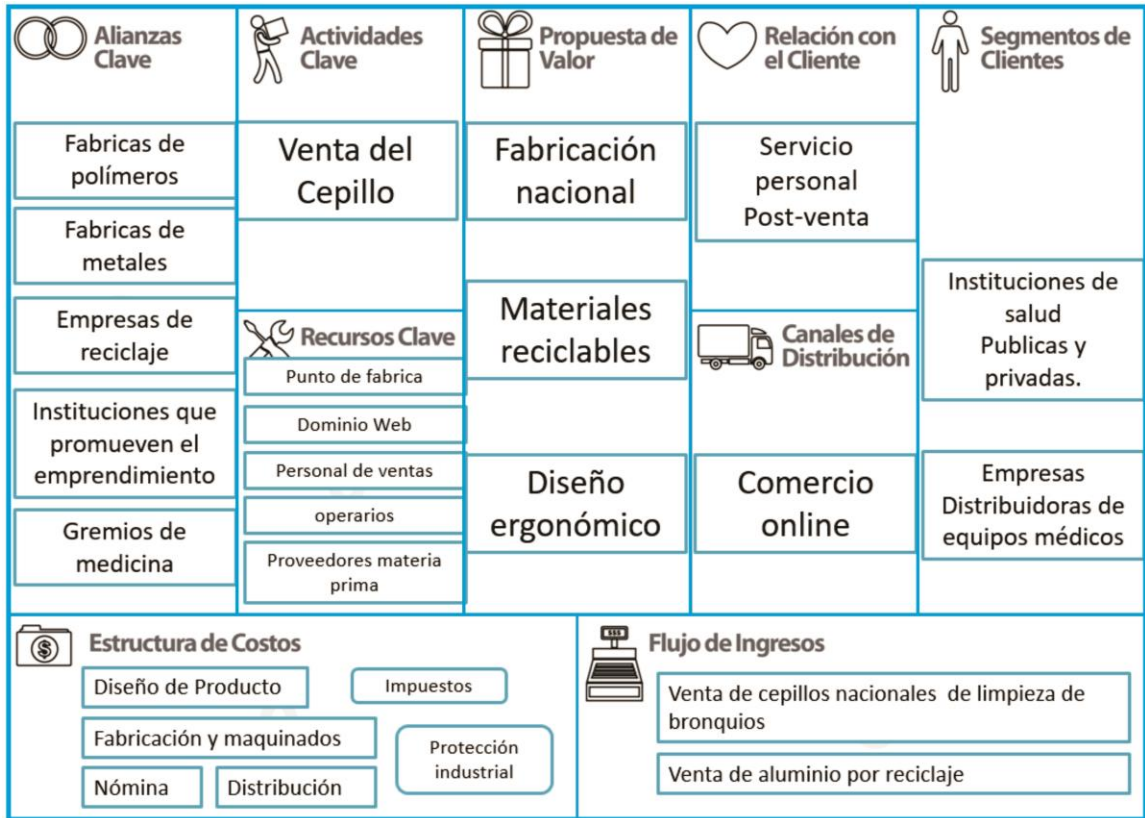 Alianzas
Clave
Fabricas de
polímeros
Fabricas de
metales
Empresas de
reciclaje
Instituciones que
promueven el
emprendimiento
Gremios de
medicina
Actividades
Clave
Venta del
Cepillo
Recursos Clave
Punto de fabrica
Dominio Web
Personal de ventas
operarios
Proveedores materia
prima
Propuesta de
Valor
Fabricación
nacional
Materiales
reciclables
Diseño
ergonómico
Relación con
el Cliente
Servicio
personal
Post-venta
Canales de
Distribución
Comercio
online
Segmentos de
Clientes
Instituciones de
salud
Publicas y
privadas.
Empresas
Distribuidoras de
equipos médicos
$
Estructura de Costos
Diseño de Producto
Impuestos
Fabricación y maquinados
Protección
industrial
Nómina
Distribución
$$$
Flujo de Ingresos
Venta de cepillos nacionales de limpieza de
bronquios
Venta de aluminio por reciclaje